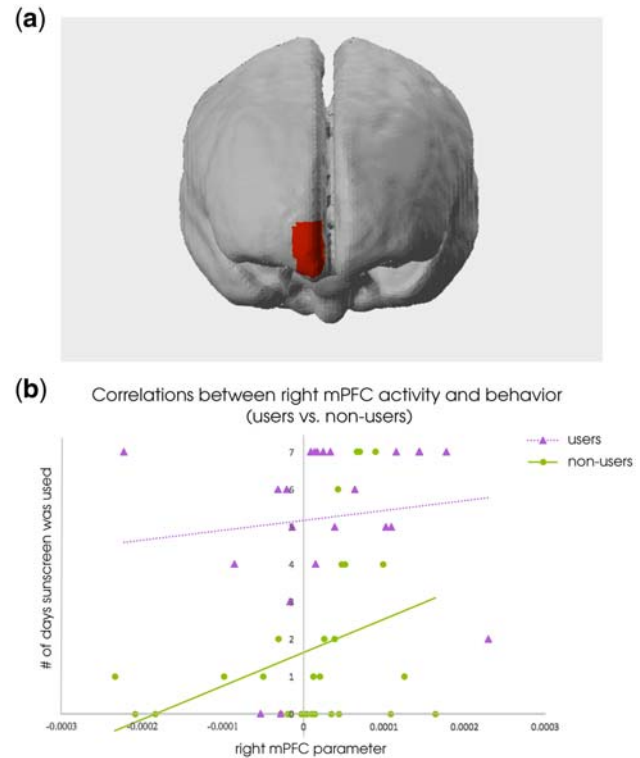 (a)
(b)
Correlations between right mPFC activity and behavior
(users vs. non-users)
users
non-users
# of days sunscreen was used
7
6
5
4
3
2
1
0
-0.0003
-0.0002
-0.0001
0
0.0001
0.0002
0.0003
right mPFC parameter